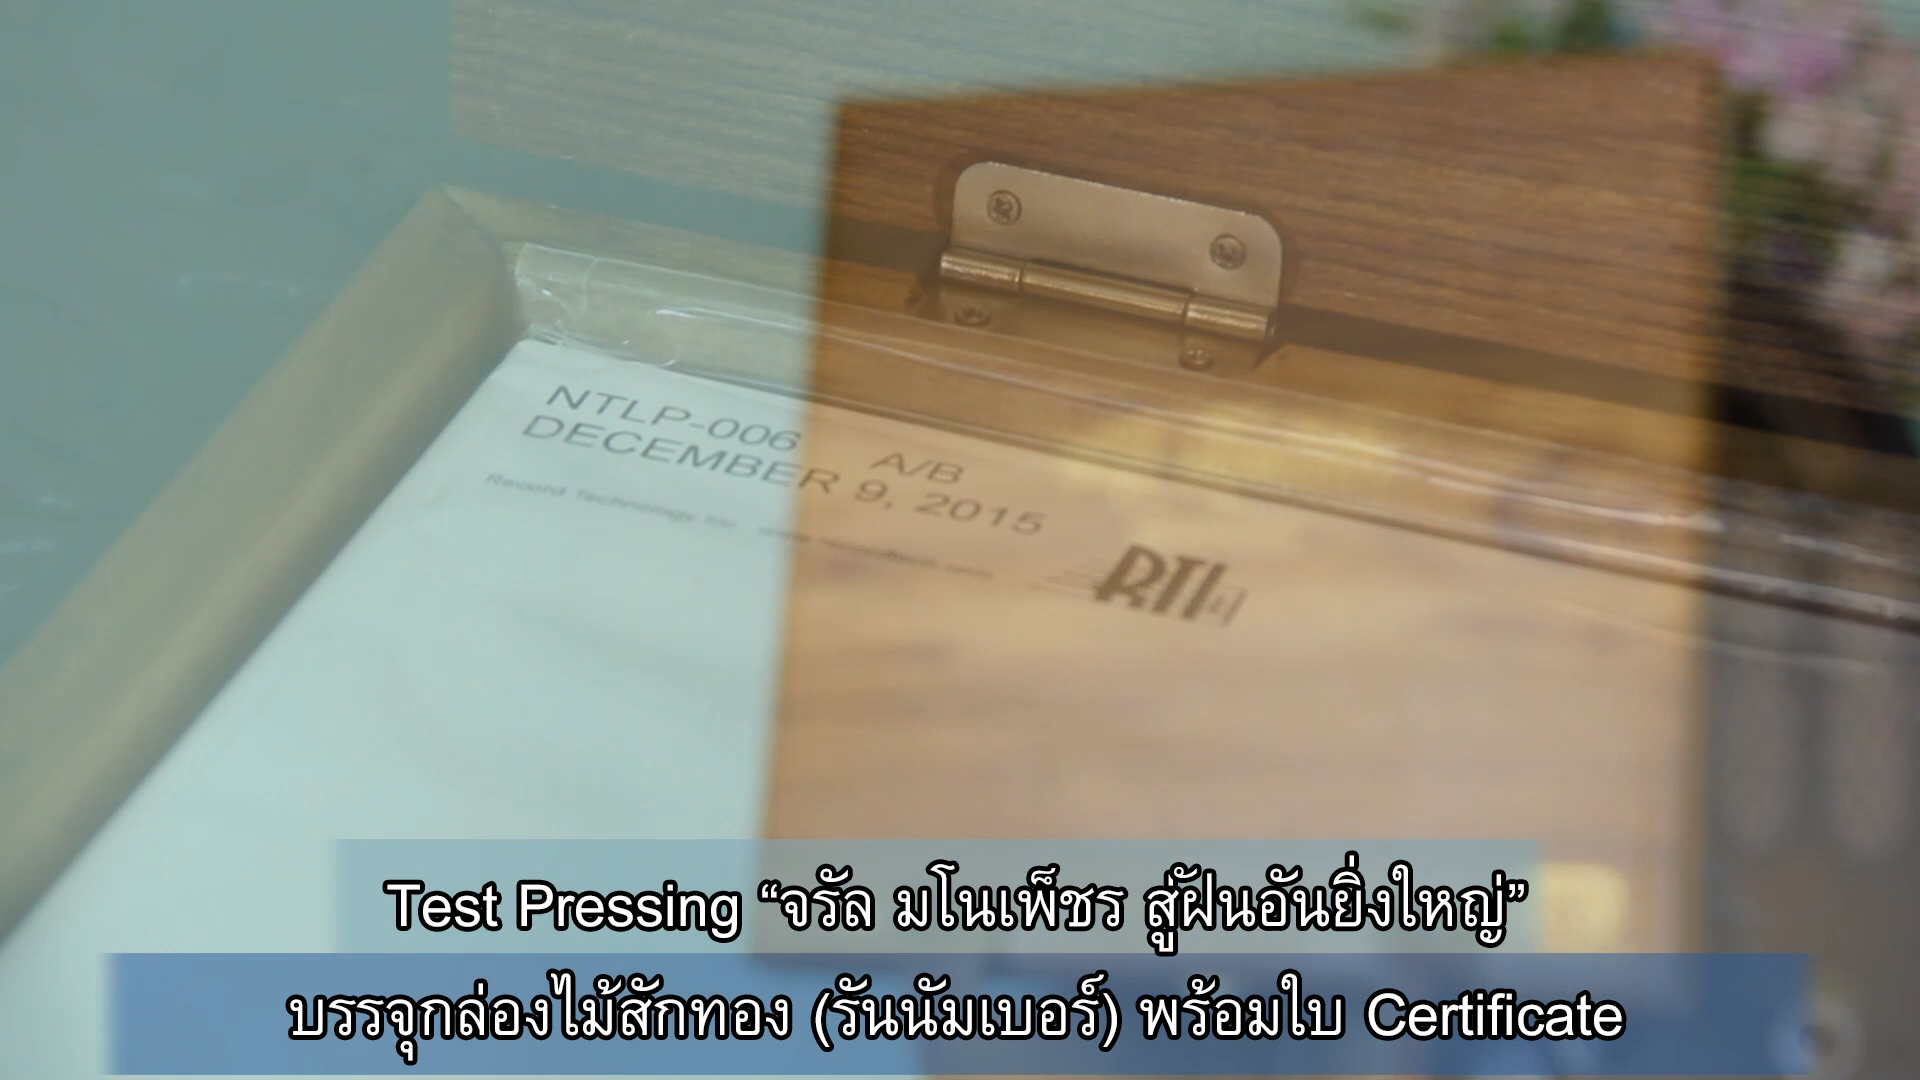 NTLP-006 A/B
DECEMBER 9, 2015
Record Technology Inc.
RTI
Test Pressing “จรัล มโนเพ็ชร สู่ฝันอันยิ่งใหญ่”
บรรจุกล่องไม้สักทอง (รันนัมเบอร์) พร้อมใบ Certificate